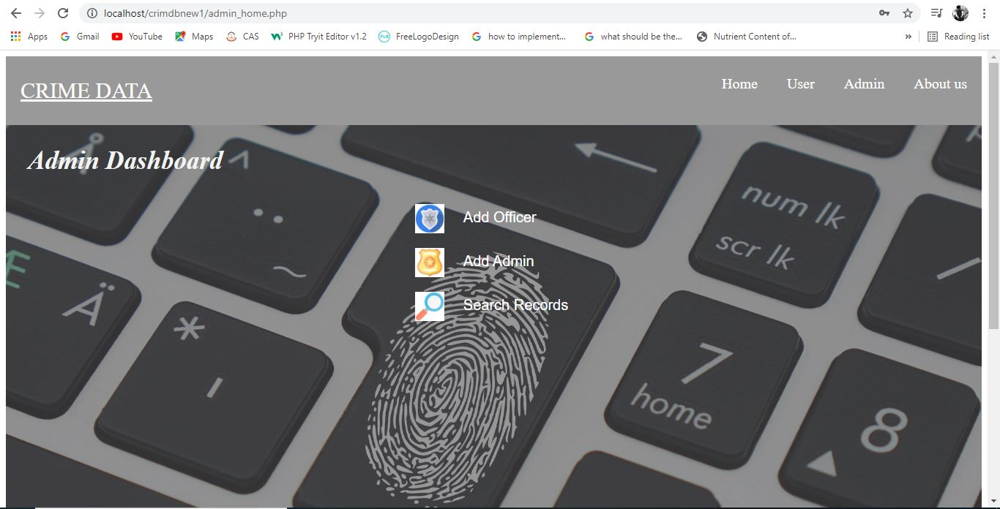 localhost/crimdbnew1/admin_home.php
Apps Gmail YouTube Maps CAS PHP Tryit Editor v1.2 FLD FreeLogoDesign how to implement... what should be the... Nutrient Content of... » Reading list
CRIME DATA
Home User Admin About us
Admin Dashboard
Add Officer
Add Admin
Search Records
Å
^
¨
~
Æ
Ä
*
'
num lk
scr lk
/
7
home
8